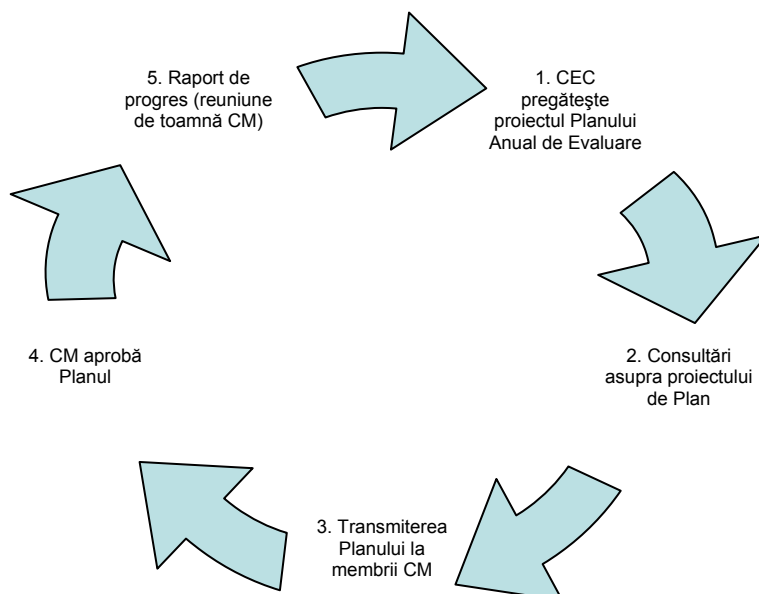 1. CEC
pregăteşte
proiectul Planului
Anual de Evaluare
2. Consultări
asupra proiectului
de Plan
3. Transmiterea
Planului la
membrii CM
4. CM aprobă
Planul
5. Raport de
progres (reuniune
de toamnă CM)